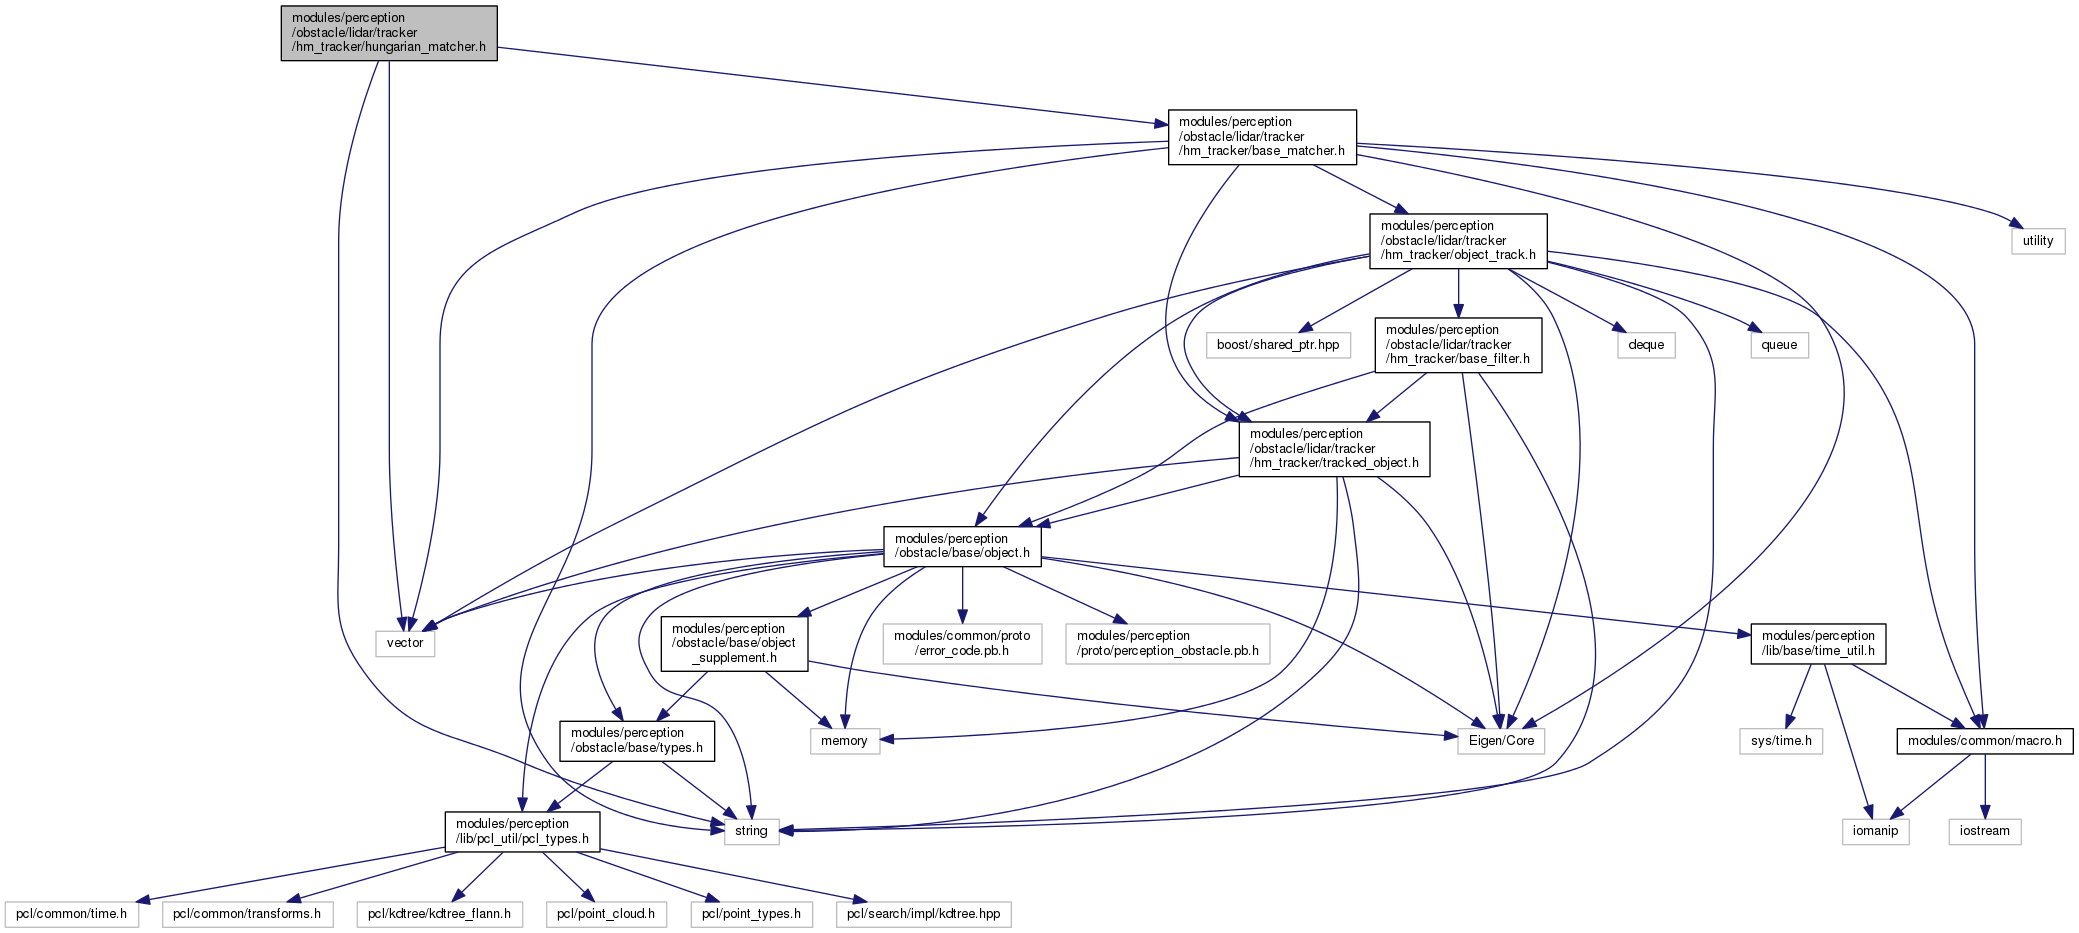 modules/perception
/obstacle/lidar/tracker
/hm_tracker/hungarian_matcher.h
modules/perception
/obstacle/lidar/tracker
/hm_tracker/base_matcher.h
modules/perception
/obstacle/lidar/tracker
/hm_tracker/object_track.h
utility
boost/shared_ptr.hpp
modules/perception
/obstacle/lidar/tracker
/hm_tracker/base_filter.h
deque
queue
modules/perception
/obstacle/lidar/tracker
/hm_tracker/tracked_object.h
modules/perception
/obstacle/base/object.h
vector
modules/perception
/obstacle/base/object
_supplement.h
modules/common/proto
/error_code.pb.h
modules/perception
/proto/perception_obstacle.pb.h
modules/perception
/lib/base/time_util.h
modules/perception
/obstacle/base/types.h
memory
Eigen/Core
sys/time.h
modules/common/macro.h
modules/perception
/lib/pcl_util/pcl_types.h
string
iomanip
iostream
pcl/common/time.h
pcl/common/transforms.h
pcl/kdtree/kdtree_flann.h
pcl/point_cloud.h
pcl/point_types.h
pcl/search/impl/kdtree.hpp